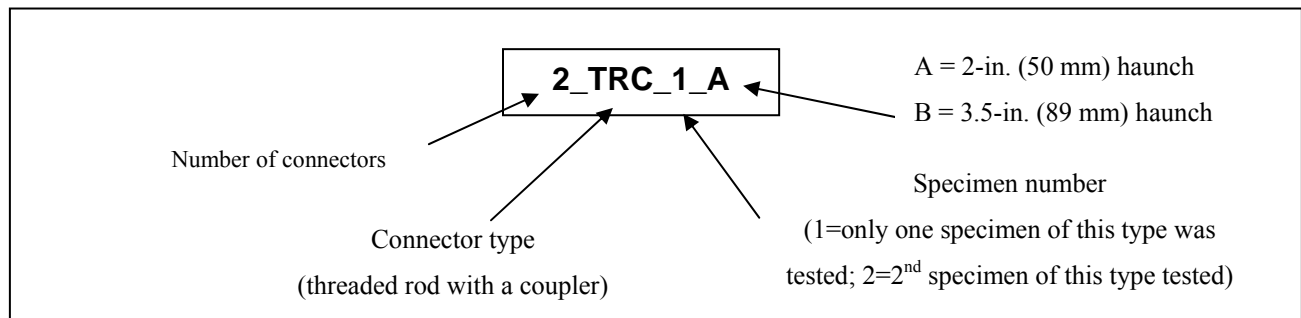 2_TRC_1_A
A = 2-in. (50 mm) haunch
B = 3.5-in. (89 mm) haunch
Number of connectors
Connector type
(threaded rod with a coupler)
Specimen number
(1=only one specimen of this type was
tested; 2=2nd specimen of this type tested)